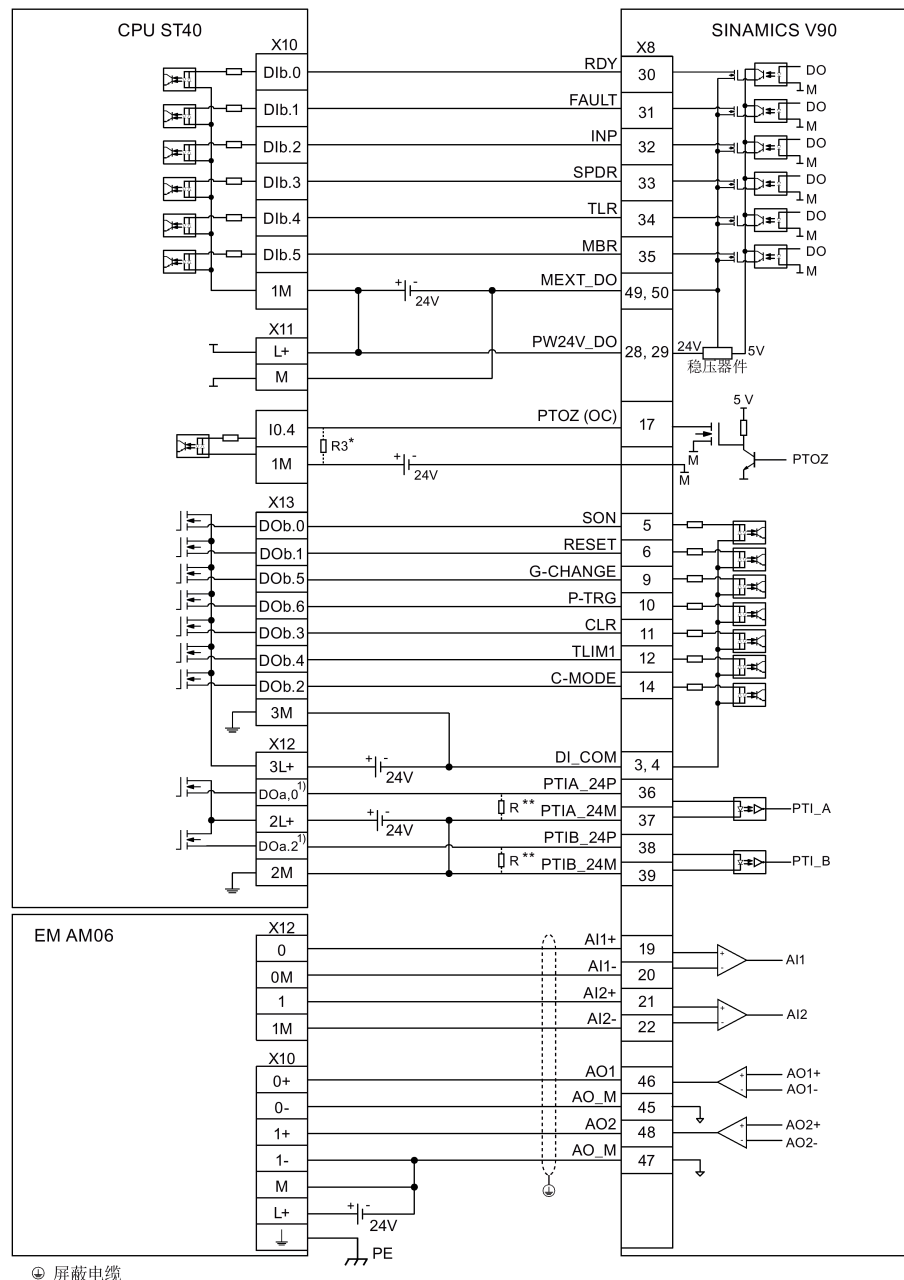 CPU ST40
SINAMICS V90
X10
X8
DIb.0
RDY
30
DO
M
DIb.1
FAULT
31
DO
M
DIb.2
INP
32
DO
M
DIb.3
SPDR
33
DO
M
DIb.4
TLR
34
DO
M
DIb.5
MBR
35
DO
M
1M
+ -
24V
MEXT_DO
49, 50
X11
L+
PW24V_DO
28, 29
24V
5V
稳压器件
M
I0.4
R3*
PTOZ (OC)
17
5 V
M
PTOZ
1M
+ -
24V
M
X13
DOb.0
SON
5
DOb.1
RESET
6
DOb.5
G-CHANGE
9
DOb.6
P-TRG
10
DOb.3
CLR
11
DOb.4
TLIM1
12
DOb.2
C-MODE
14
3M
X12
3L+
+ -
24V
DI_COM
3, 4
DOa,0 1)
PTIA_24P
36
R **
PTI_A
2L+
+ -
24V
PTIA_24M
37
DOa.2 1)
PTIB_24P
38
R **
PTI_B
2M
PTIB_24M
39
EM AM06
X12
0
AI1+
19
+
-
AI1
0M
AI1-
20
1
AI2+
21
+
-
AI2
1M
AI2-
22
X10
0+
AO1
46
+
-
AO1+
AO1-
0-
AO_M
45
1+
AO2
48
+
-
AO2+
AO2-
1-
AO_M
47
M
L+
+ -
24V
PE
屏蔽电缆